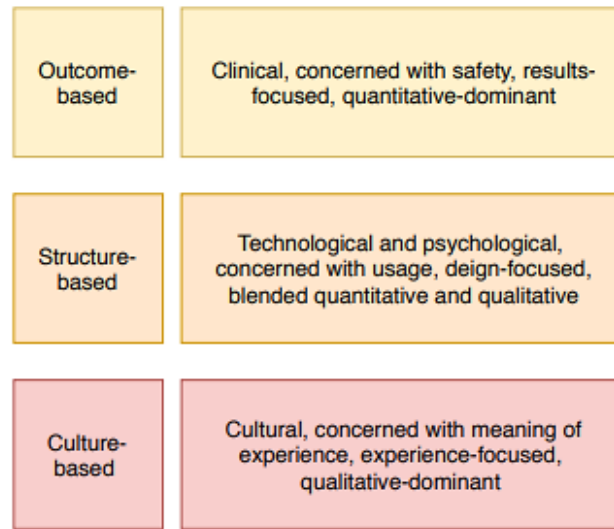 Outcome-
based
Clinical, concerned with safety, results-
focused, quantitative-dominant
Structure-
based
Technological and psychological,
concerned with usage, deign-focused,
blended quantitative and qualitative
Culture-
based
Cultural, concerned with meaning of
experience, experience-focused,
qualitative-dominant